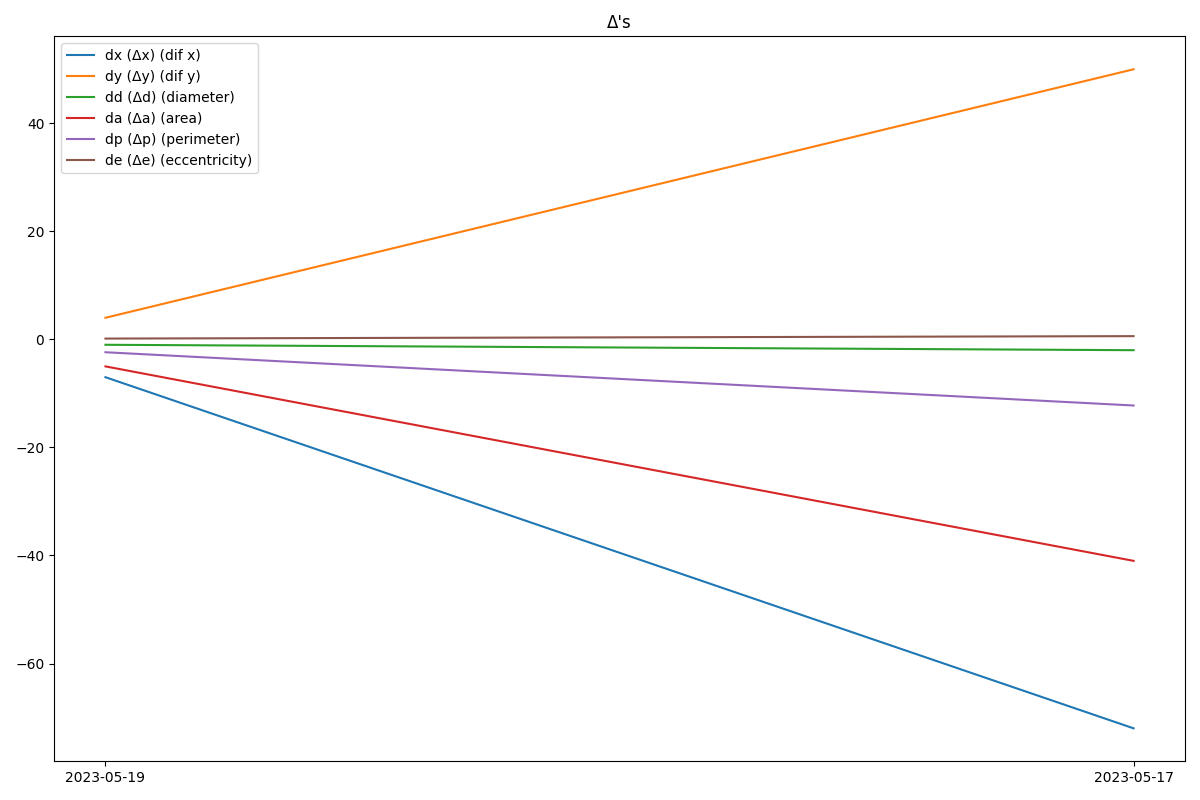 Δ's
dx (Δx) (dif x)
dy (Δy) (dif y)
dd (Δd) (diameter)
da (Δa) (area)
dp (Δp) (perimeter)
de (Δe) (eccentricity)
40
20
0
−20
−40
−60
2023-05-19 2023-05-17